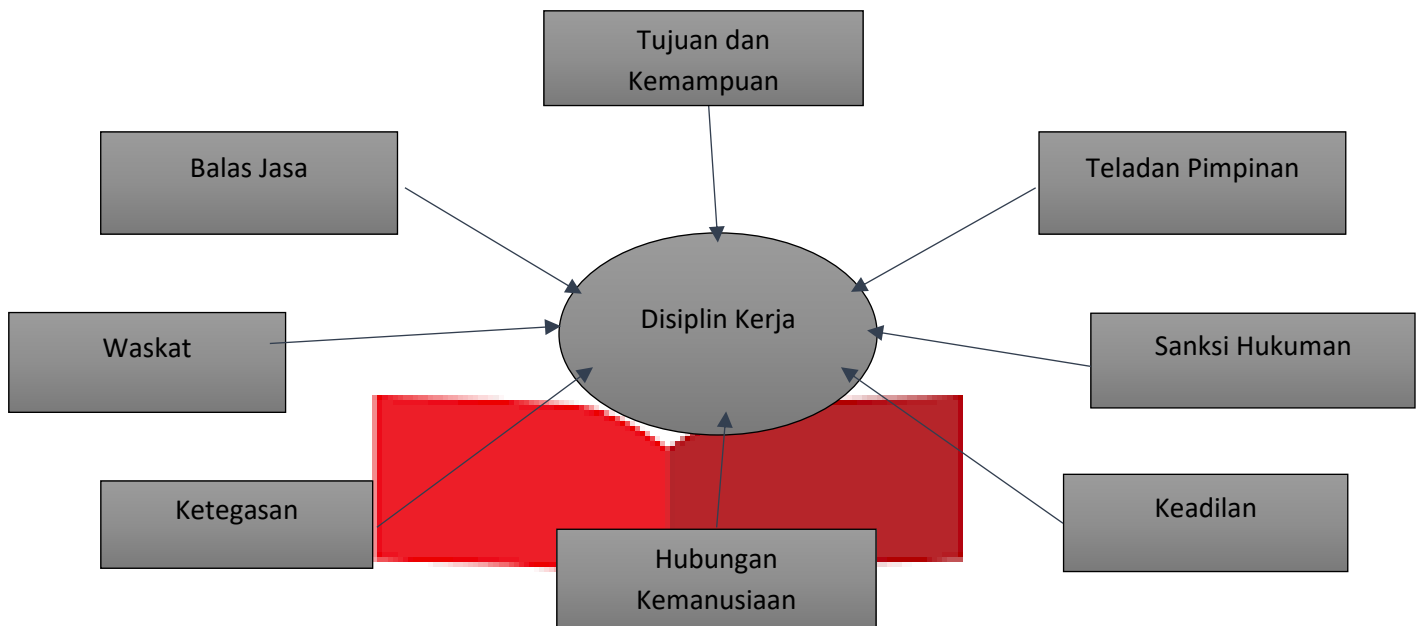 Tujuan dan
Kemampuan
Balas Jasa
Teladan Pimpinan
Disiplin Kerja
Waskat
Sanksi Hukuman
Ketegasan
Keadilan
Hubungan
Kemanusiaan